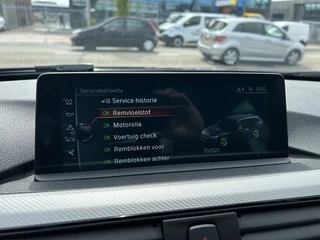 Servicebehoefte
Service historie
OK Remvloeistof
OK Motorolie
OK Voertuig check
OK Remblokken voor
OK Remblokken achter